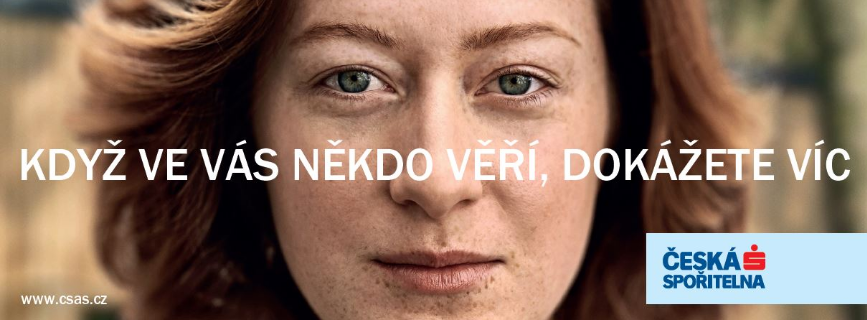 KDYŽ VE VÁS NĚKDO VĚŘÍ, DOKÁŽETE VÍC
ČESKÁ
SPOŘITELNA
www.csas.cz